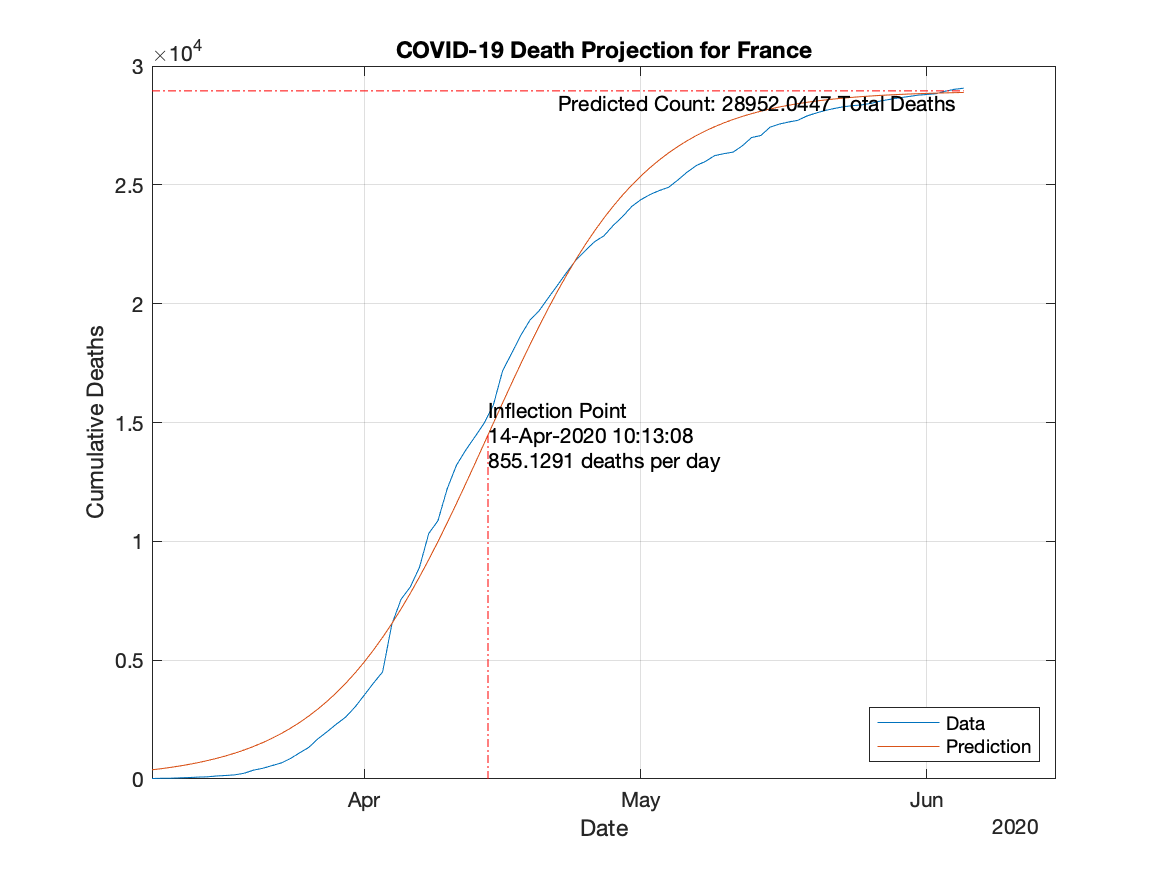 COVID-19 Death Projection for France
×10^4
3
Predicted Count: 28952.0447 Total Deaths
2.5
2
Inflection Point
1.5
14-Apr-2020 10:13:08
855.1291 deaths per day
Cumulative Deaths
1
0.5
Data
Prediction
0
Apr May Jun
Date
2020